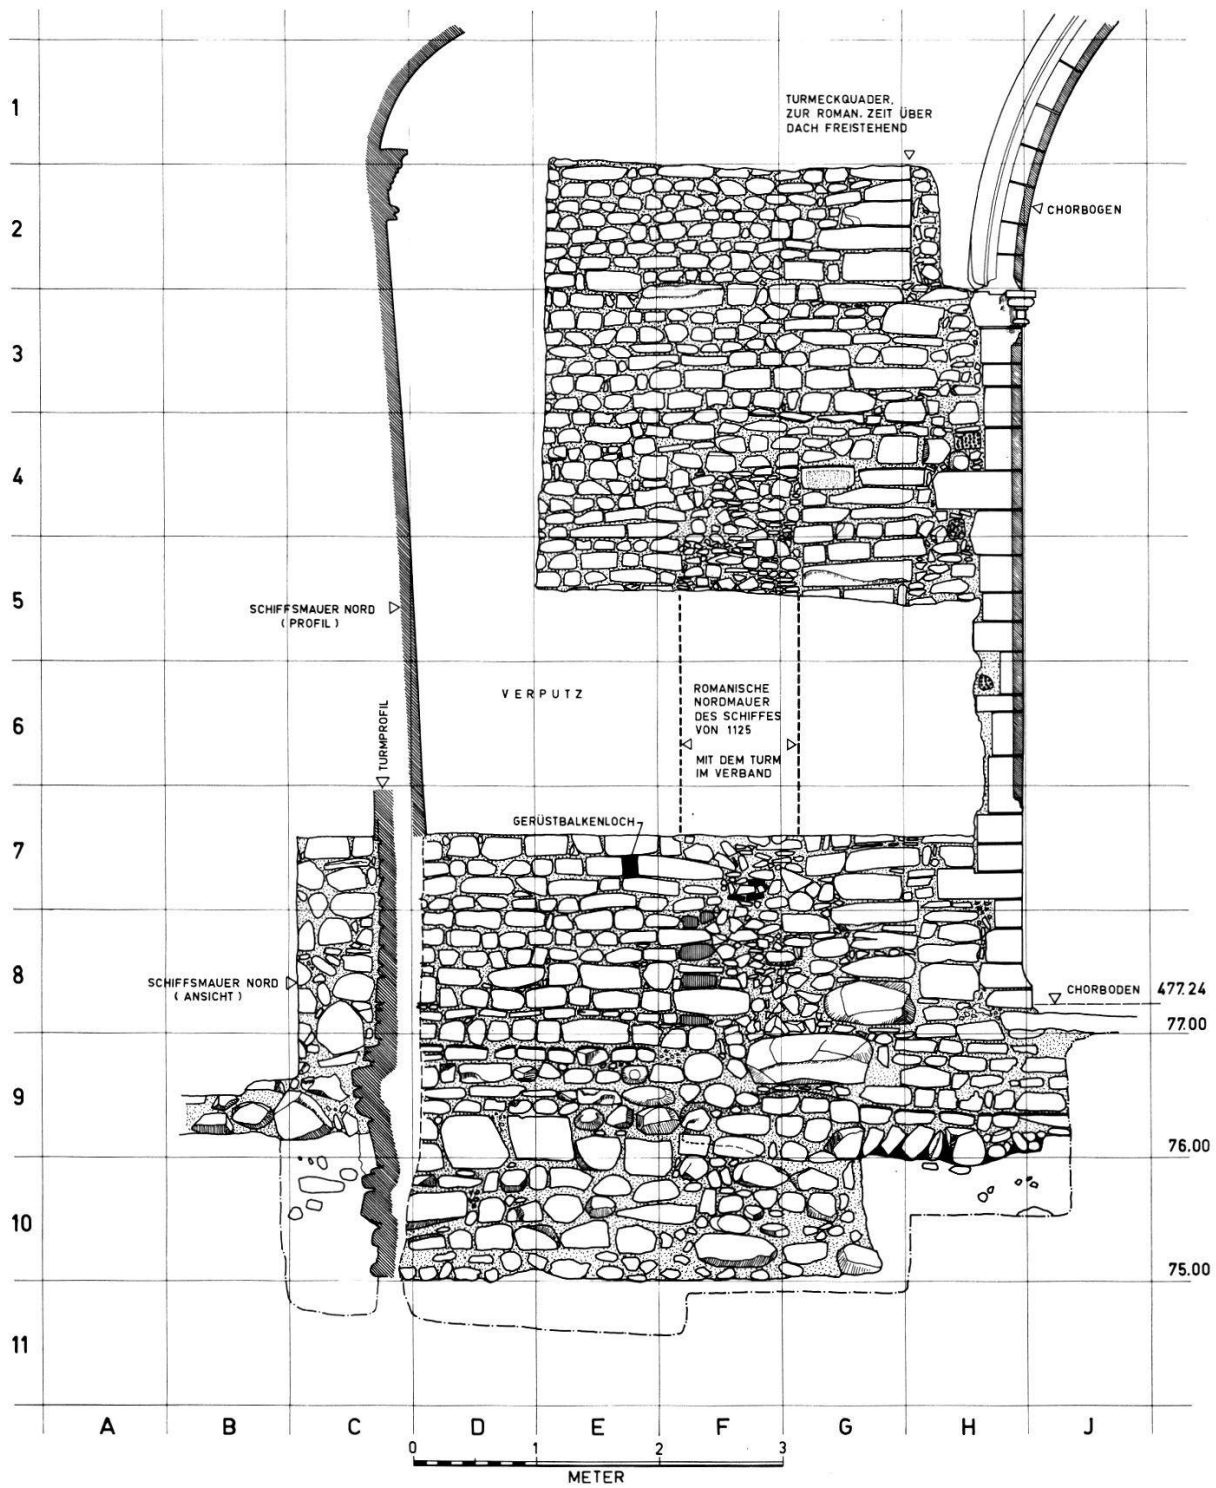 1
TURMECKQUADER,
ZUR ROMAN. ZEIT ÜBER
DACH FREISTEHEND
2
CHORBOGEN
3
4
5
SCHIFFSMAUER NORD
(PROFIL)
6
VERPUTZ
ROMANISCHE
NORDMAUER
DES SCHIFFES
VON 1125
MIT DEM TURM
IM VERBAND
TURMPROFIL
7
GERÜSTBALKENLOCH
8
SCHIFFSMAUER NORD
(ANSICHT)
CHORBODEN 477.24
77.00
9
76.00
10
75.00
11
A B C D E F G H J
0 1 2 3
METER